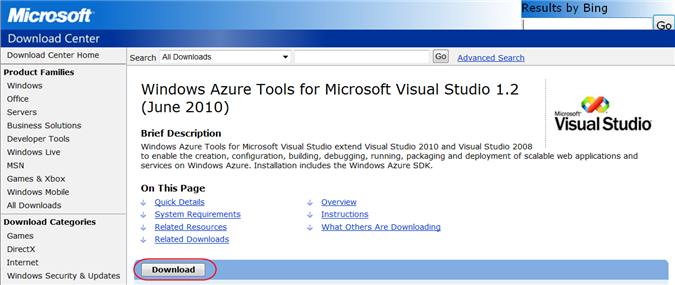 Microsoft
Results by Bing
Go
Download Center
Download Center Home
Search All Downloads Go Advanced Search
Product Families
Windows
Office
Servers
Business Solutions
Developer Tools
Windows Live
MSN
Games & Xbox
Windows Mobile
All Downloads
Download Categories
Games
DirectX
Internet
Windows Security & Updates
Windows Azure Tools for Microsoft Visual Studio 1.2
(June 2010)
Microsoft
Visual Studio
Brief Description
Windows Azure Tools for Microsoft Visual Studio extend Visual Studio 2010 and Visual Studio 2008
to enable the creation, configuration, building, debugging, running, packaging and deployment of scalable web applications and
services on Windows Azure. Installation includes the Windows Azure SDK.
On This Page
Quick Details
Overview
System Requirements
Instructions
Related Resources
What Others Are Downloading
Related Downloads
Download